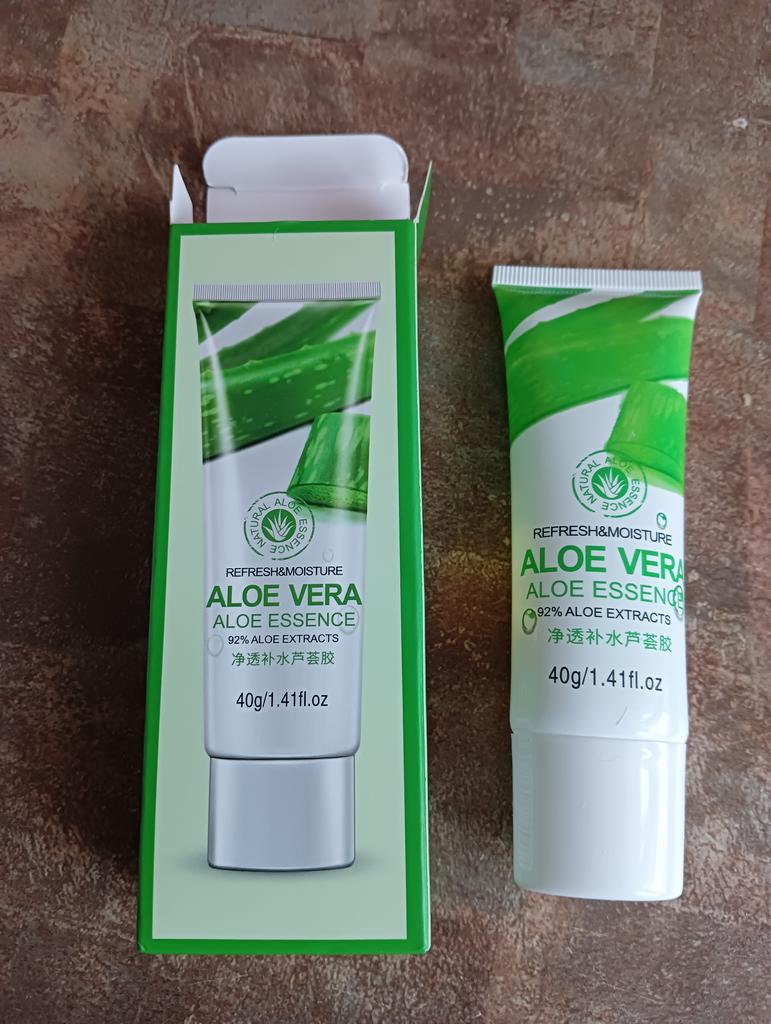 NATURAL ALOE ESSENCE
REFRESH&MOISTURE
ALOE VERA
ALOE ESSENCE
92% ALOE EXTRACTS
净透补水芦荟胶
40g/1.41fl.oz
NATURAL ALOE ESSENCE
REFRESH&MOISTURE
ALOE VERA
ALOE ESSENCE
92% ALOE EXTRACTS
净透补水芦荟胶
40g/1.41fl.oz